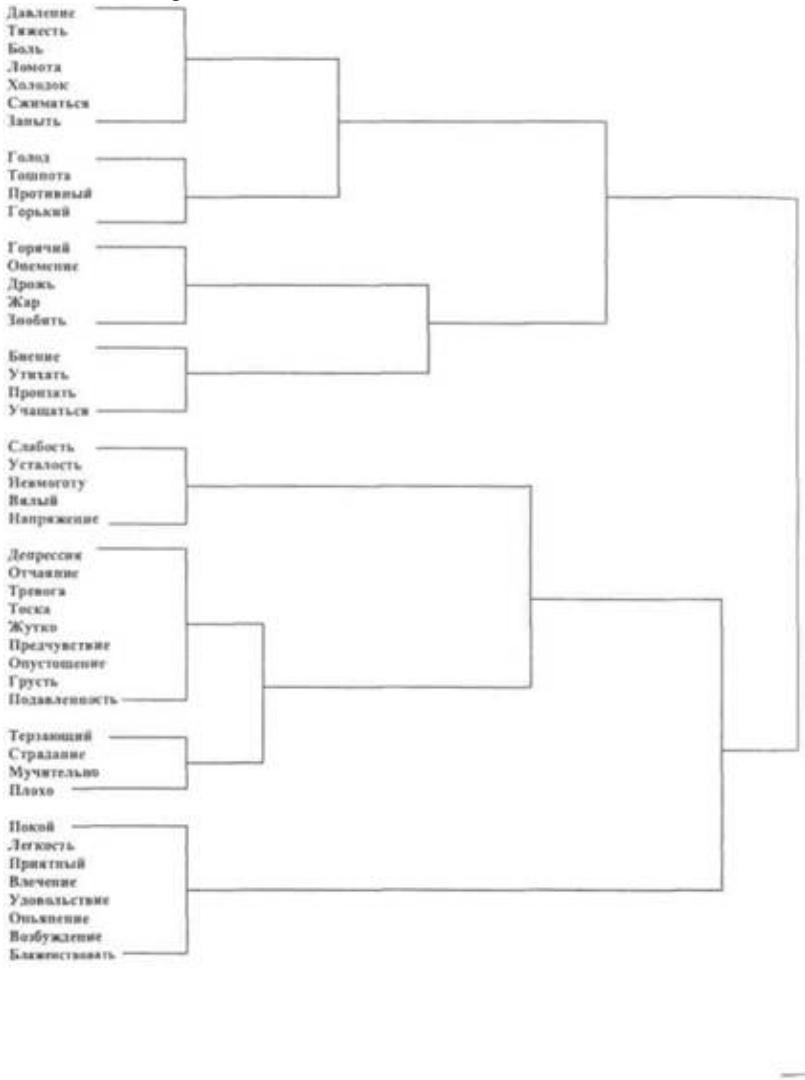 Давление
Тяжесть
Боль
Ломота
Холодок
Сжиматься
Заныть
Голод
Тошнота
Противный
Горький
Горячий
Онемение
Дрожь
Жар
Знобить
Биение
Утихать
Пронзать
Учащаться
Слабость
Усталость
Невмоготу
Вялый
Напряжение
Депрессия
Отчаяние
Тревога
Тоска
Жутко
Предчувствие
Опустошение
Грусть
Подавленность
Терзающий
Страдание
Мучительно
Плохо
Покой
Легкость
Приятный
Влечение
Удовольствие
Опьянение
Возбуждение
Блаженствовать